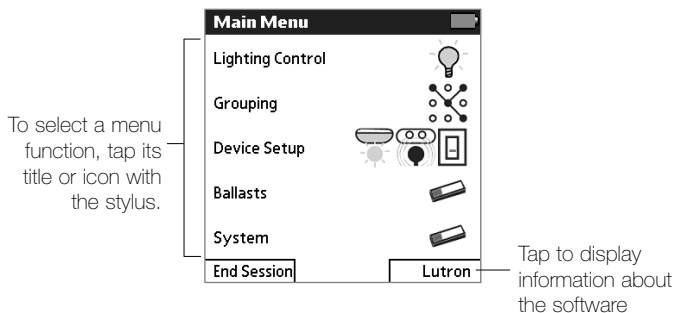 Main Menu
Lighting Control
Grouping
Device Setup
Ballasts
System
End Session
Lutron
To select a menu
function, tap its
title or icon with
the stylus.
Tap to display
information about
the software